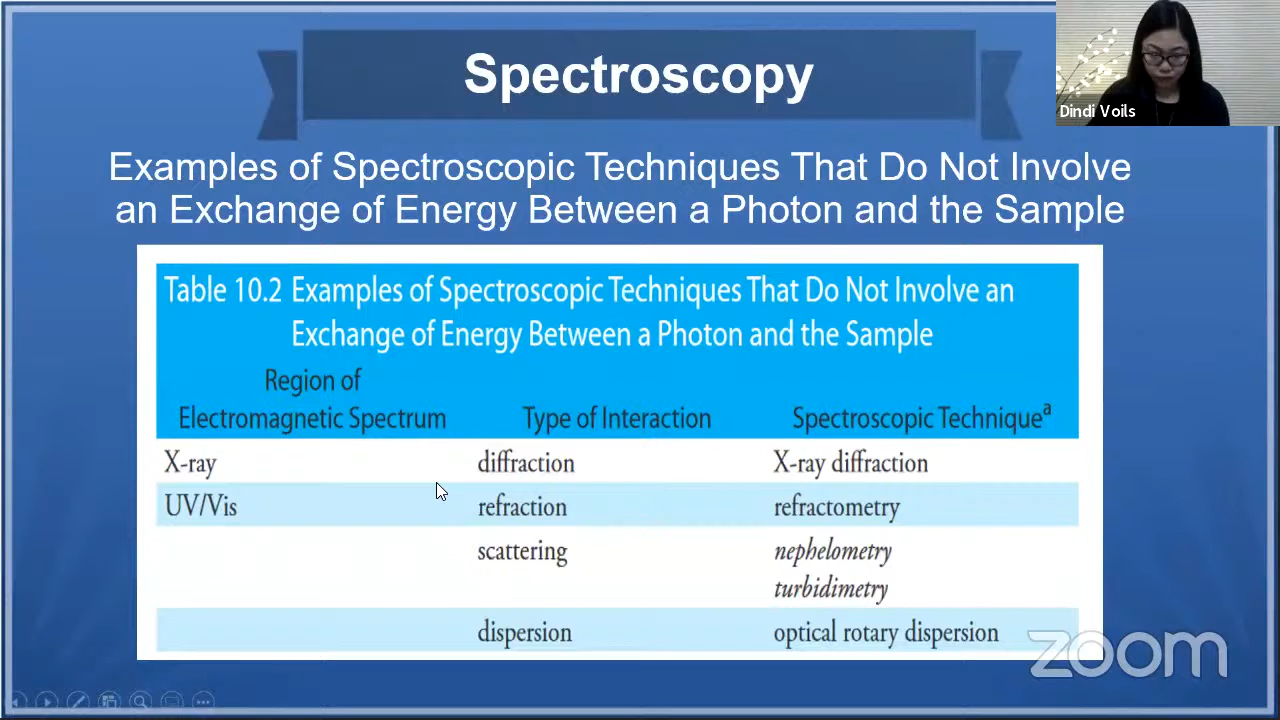 Spectroscopy
Dindi Voils
Examples of Spectroscopic Techniques That Do Not Involve
an Exchange of Energy Between a Photon and the Sample
Table 10.2 Examples of Spectroscopic Techniques That Do Not Involve an
Exchange of Energy Between a Photon and the Sample
Region of
Electromagnetic Spectrum Type of Interaction Spectroscopic Techniqueᵃ
X-ray diffraction X-ray diffraction
UV/Vis refraction refractometry
scattering nephelometry
turbidimetry
dispersion optical rotary dispersion
zoom